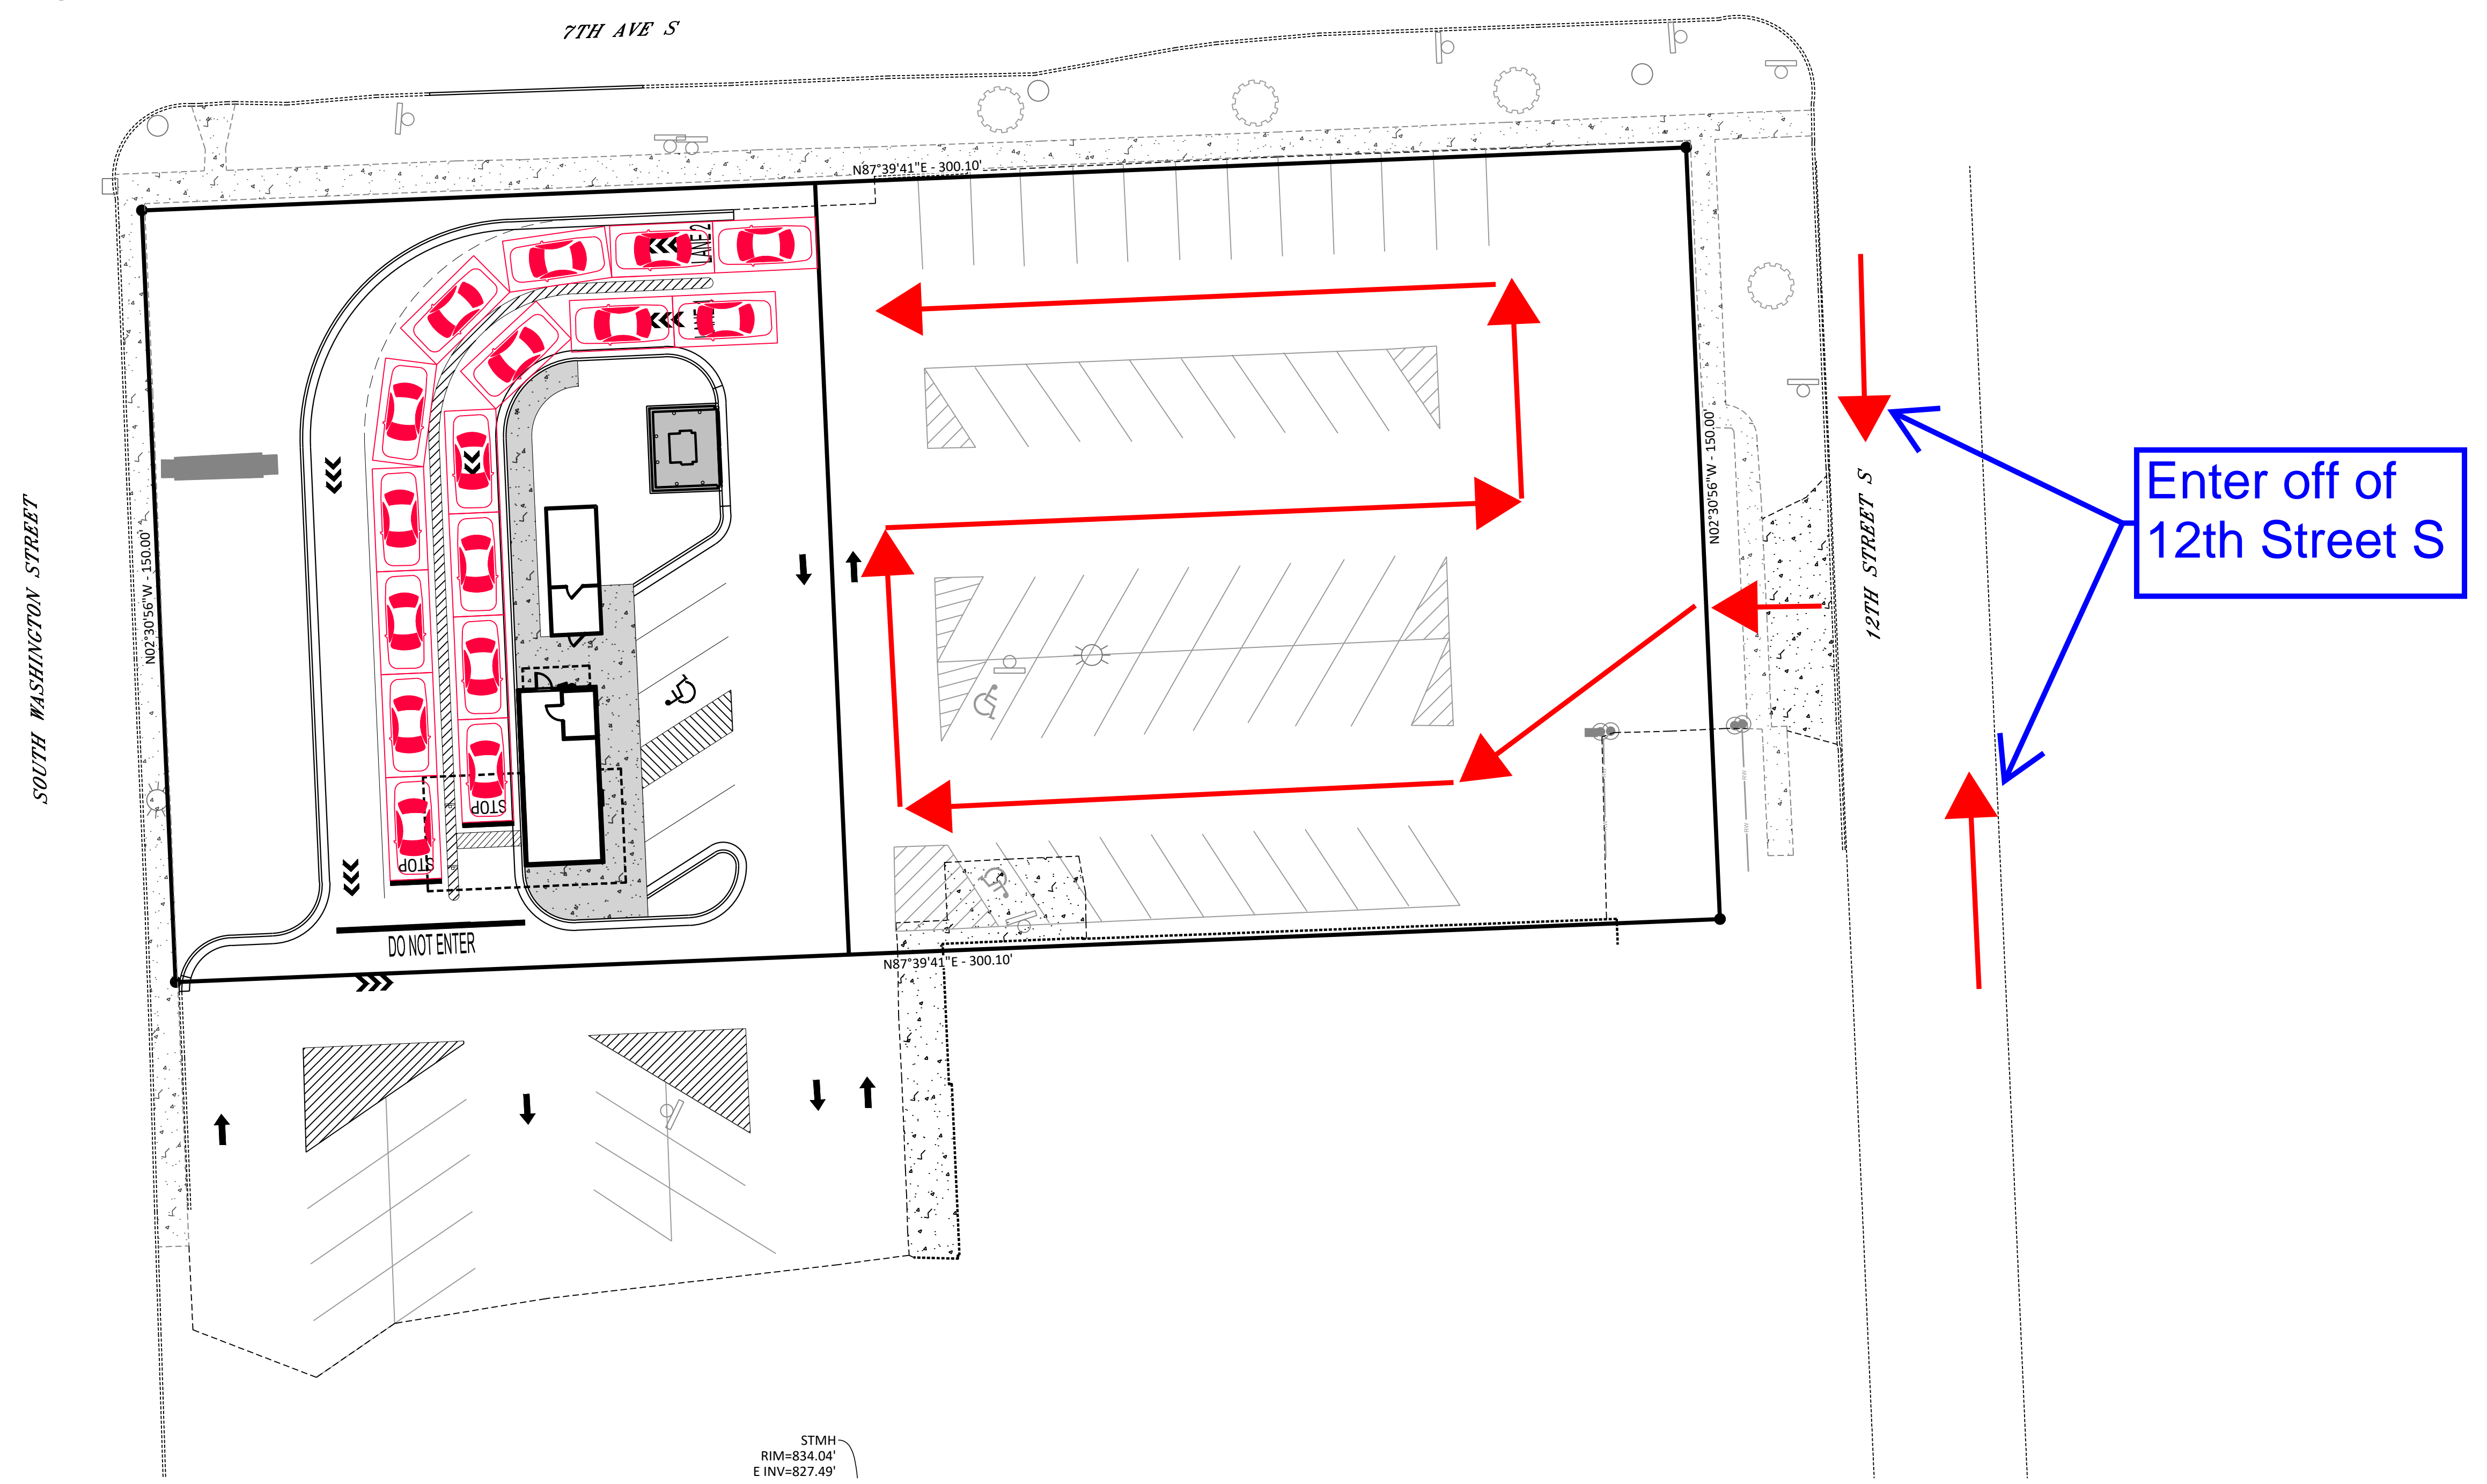 7TH AVE S
N87°39'41"E - 300.10'
LANE 2
SOUTH WASHINGTON STREET
N02°30'56"W - 150.00'
N02°30'56"W - 150.00'
12TH STREET S
Enter off of
12th Street S
STOP
STOP
DO NOT ENTER
N87°39'41"E - 300.10'
STMH
RIM=834.04'
E INV=827.49'